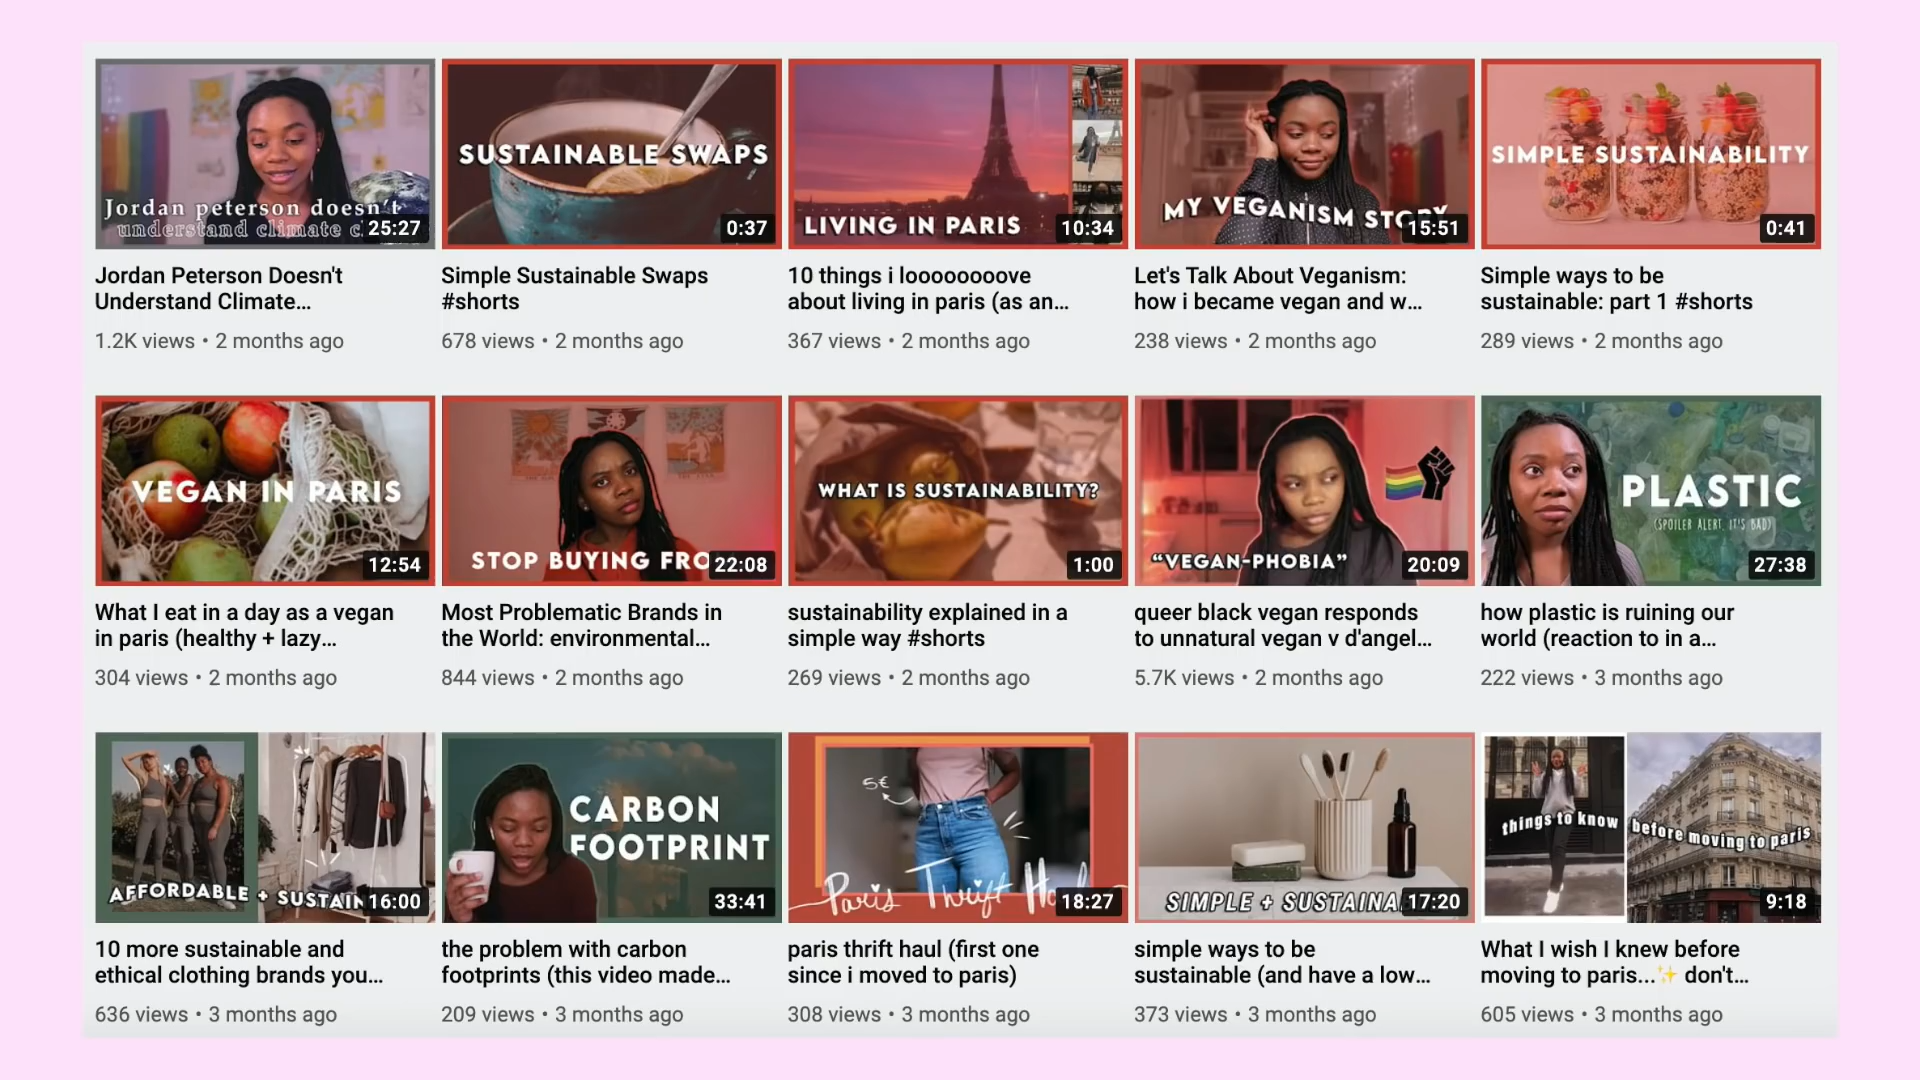 Jordan peterson doesn't
understand climate c
25:27
SUSTAINABLE SWAPS
0:37
LIVING IN PARIS
10:34
MY VEGANISM STORY
15:51
SIMPLE SUSTAINABILITY
0:41
Jordan Peterson Doesn't
Understand Climate...
1.2K views • 2 months ago
Simple Sustainable Swaps
#shorts
678 views • 2 months ago
10 things i loooooooove
about living in paris (as an...
367 views • 2 months ago
Let's Talk About Veganism:
how i became vegan and w...
238 views • 2 months ago
Simple ways to be
sustainable: part 1 #shorts
289 views • 2 months ago
VEGAN IN PARIS
12:54
STOP BUYING FROM
22:08
WHAT IS SUSTAINABILITY?
1:00
"VEGAN-PHOBIA"
20:09
PLASTIC
(SPOILER ALERT, IT'S BAD)
27:38
What I eat in a day as a vegan
in paris (healthy + lazy...
304 views • 2 months ago
Most Problematic Brands in
the World: environmental...
844 views • 2 months ago
sustainability explained in a
simple way #shorts
269 views • 2 months ago
queer black vegan responds
to unnatural vegan v d'angel...
5.7K views • 2 months ago
how plastic is ruining our
world (reaction to in a...
222 views • 3 months ago
AFFORDABLE + SUSTAIN
16:00
CARBON
FOOTPRINT
33:41
5€
Paris Thrift Ha
18:27
SIMPLE + SUSTAINA
17:20
things to know
before moving to paris
9:18
10 more sustainable and
ethical clothing brands you...
636 views • 3 months ago
the problem with carbon
footprints (this video made...
209 views • 3 months ago
paris thrift haul (first one
since i moved to paris)
308 views • 3 months ago
simple ways to be
sustainable (and have a low...
373 views • 3 months ago
What I wish I knew before
moving to paris...✨ don't...
605 views • 3 months ago